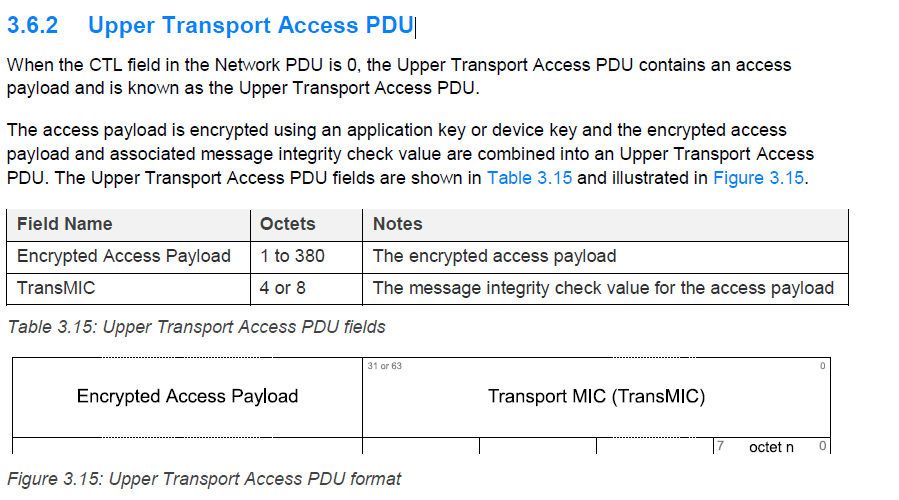 3.6.2 Upper Transport Access PDU
When the CTL field in the Network PDU is 0, the Upper Transport Access PDU contains an access
payload and is known as the Upper Transport Access PDU.
The access payload is encrypted using an application key or device key and the encrypted access
payload and associated message integrity check value are combined into an Upper Transport Access
PDU. The Upper Transport Access PDU fields are shown in Table 3.15 and illustrated in Figure 3.15.
Field Name Octets Notes
Encrypted Access Payload 1 to 380 The encrypted access payload
TransMIC 4 or 8 The message integrity check value for the access payload
Table 3.15: Upper Transport Access PDU fields
31 or 63 0
Encrypted Access Payload Transport MIC (TransMIC)
7 octet n 0
Figure 3.15: Upper Transport Access PDU format